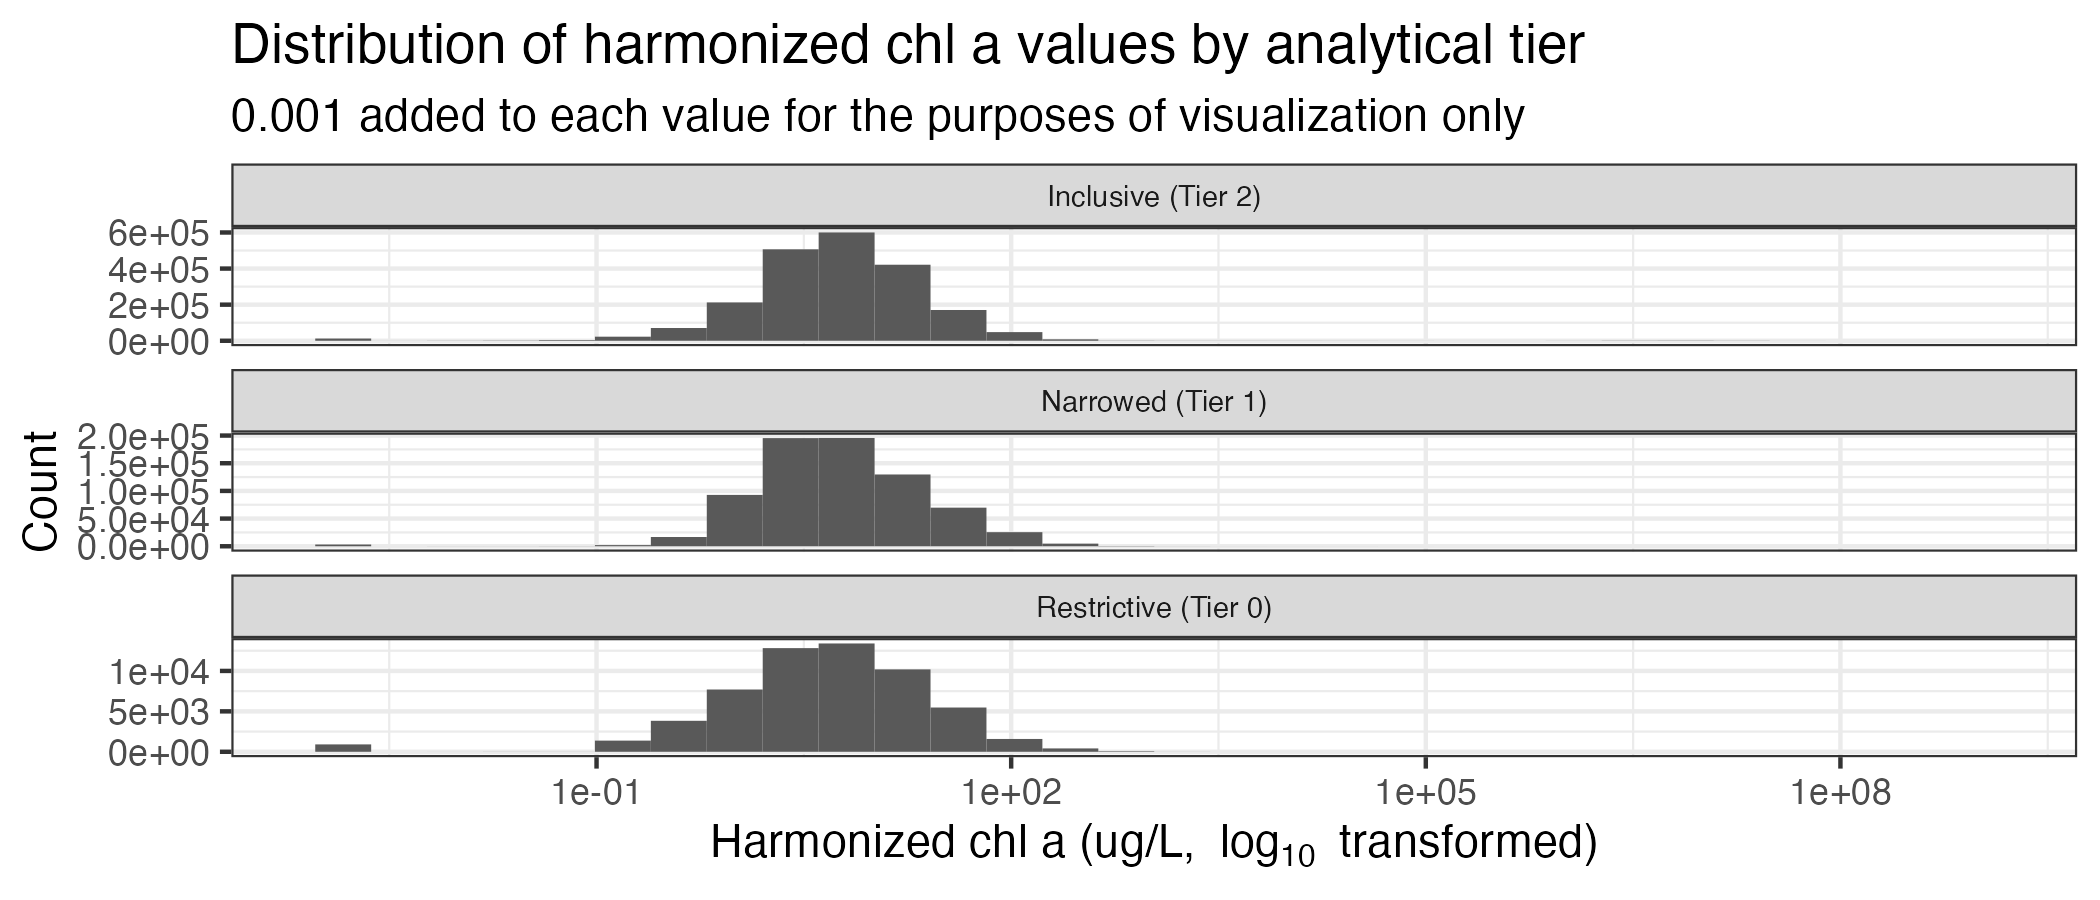 Distribution of harmonized chl a values by analytical tier
0.001 added to each value for the purposes of visualization only
Inclusive (Tier 2)
6e+05
4e+05
2e+05
0e+00
Narrowed (Tier 1)
2.0e+05
1.5e+05
1.0e+05
5.0e+04
0.0e+00
Count
Restrictive (Tier 0)
1e+04
5e+03
0e+00
1e-01 1e+02 1e+05 1e+08
Harmonized chl a (ug/L, log₁₀ transformed)